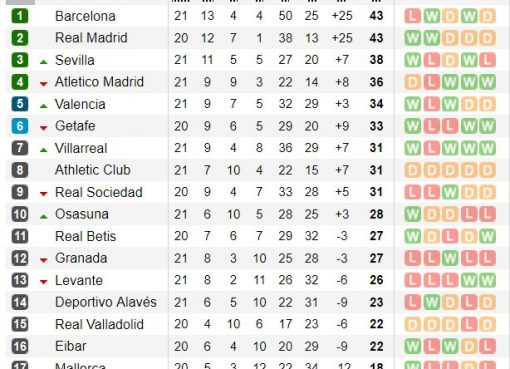 1 Barcelona 21 13 4 4 50 25 +25 43 L W D W D
2 Real Madrid 20 12 7 1 38 13 +25 43 W W D D D
3 Sevilla 21 11 5 5 27 20 +7 38 W L D W L
4 Atletico Madrid 21 9 9 3 22 14 +8 36 D L W W W
5 Valencia 21 9 7 5 32 29 +3 34 W L W D D
6 Getafe 20 9 6 5 29 20 +9 33 W L L W W
7 Villarreal 21 9 4 8 36 29 +7 31 W L W W W
8 Athletic Club 21 7 10 4 22 15 +7 31 D D D D D
9 Real Sociedad 20 9 4 7 33 28 +5 31 L L W D D
10 Osasuna 21 6 10 5 28 25 +3 28 W D D L L
11 Real Betis 20 7 6 7 29 32 -3 27 W D L D W
12 Granada 21 8 3 10 25 28 -3 27 L L W L L
13 Levante 21 8 2 11 26 32 -6 26 L L L W W
14 Deportivo Alavés 21 6 5 10 22 31 -9 23 L W D L D
15 Real Valladolid 20 4 10 6 17 23 -6 22 D D D L D
16 Eibar 20 6 4 10 20 29 -9 22 W L W D L
17 Mallorca 20 5 3 12 22 34 -12 18